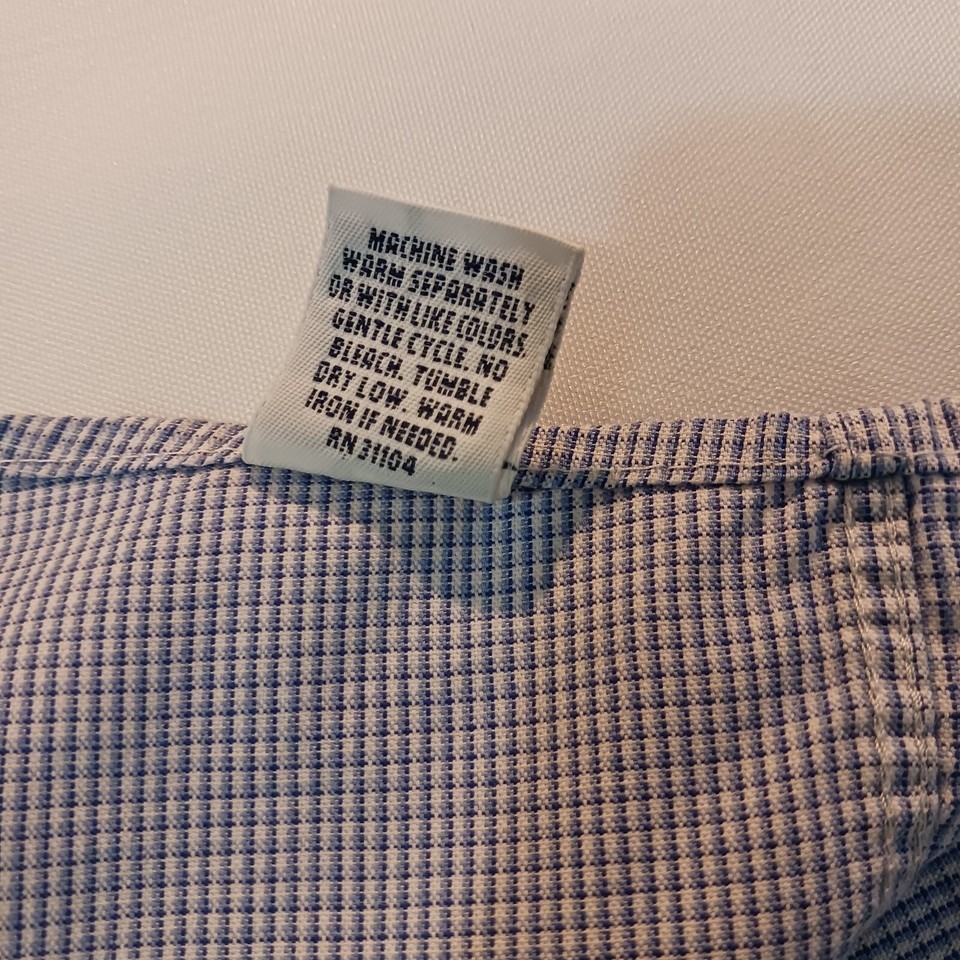 MACHINE WASH
WARM SEPARATELY
OR WITH LIKE COLORS.
GENTLE CYCLE. NO
BLEACH. TUMBLE
DRY LOW. WARM
IRON IF NEEDED.
RN 31104